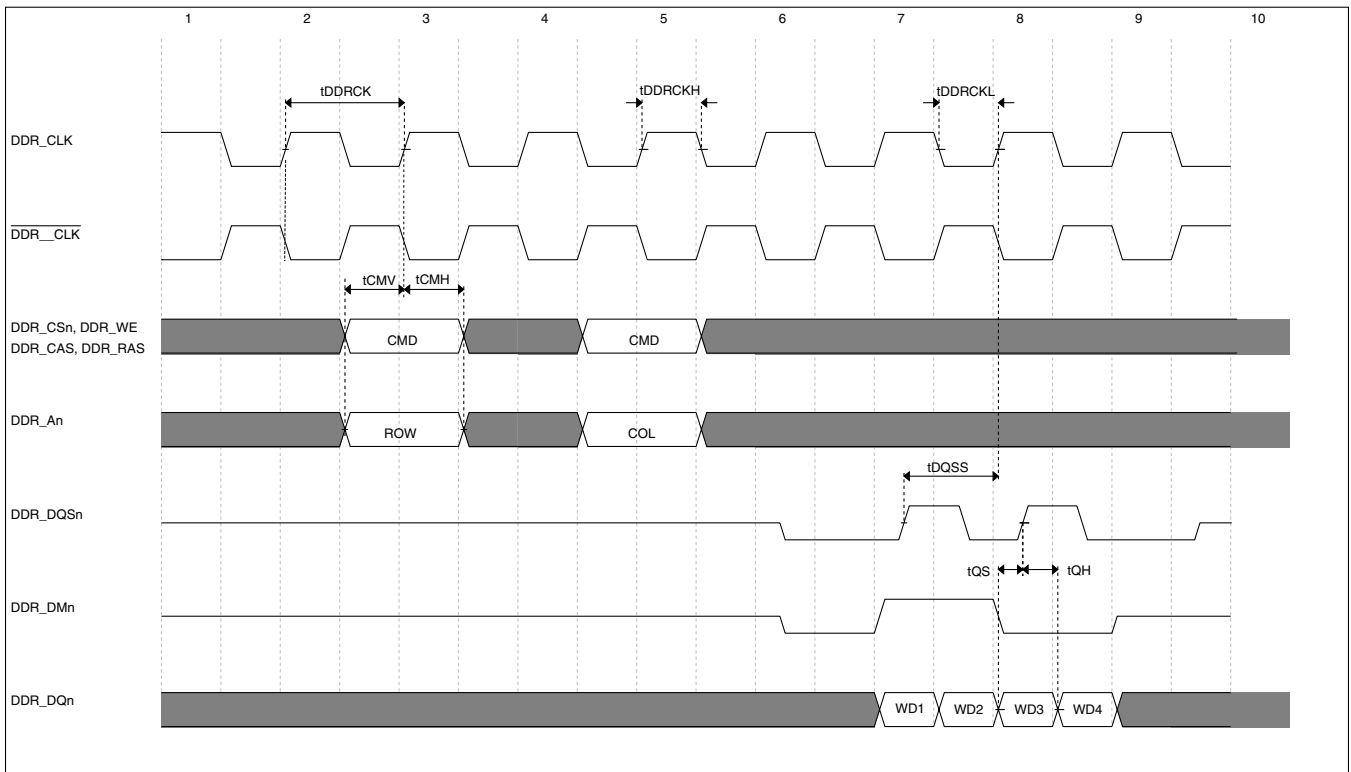 1 2 3 4 5 6 7 8 9 10
tDDRCK tDDRCKH tDDRCKL
DDR_CLK
DDR__CLK
tCMV tCMH
DDR_CSn, DDR_WE
DDR_CAS, DDR_RAS
CMD CMD
DDR_An
ROW COL
tDQSS
DDR_DQSn
tQS tQH
DDR_DMn
DDR_DQn
WD1 WD2 WD3 WD4